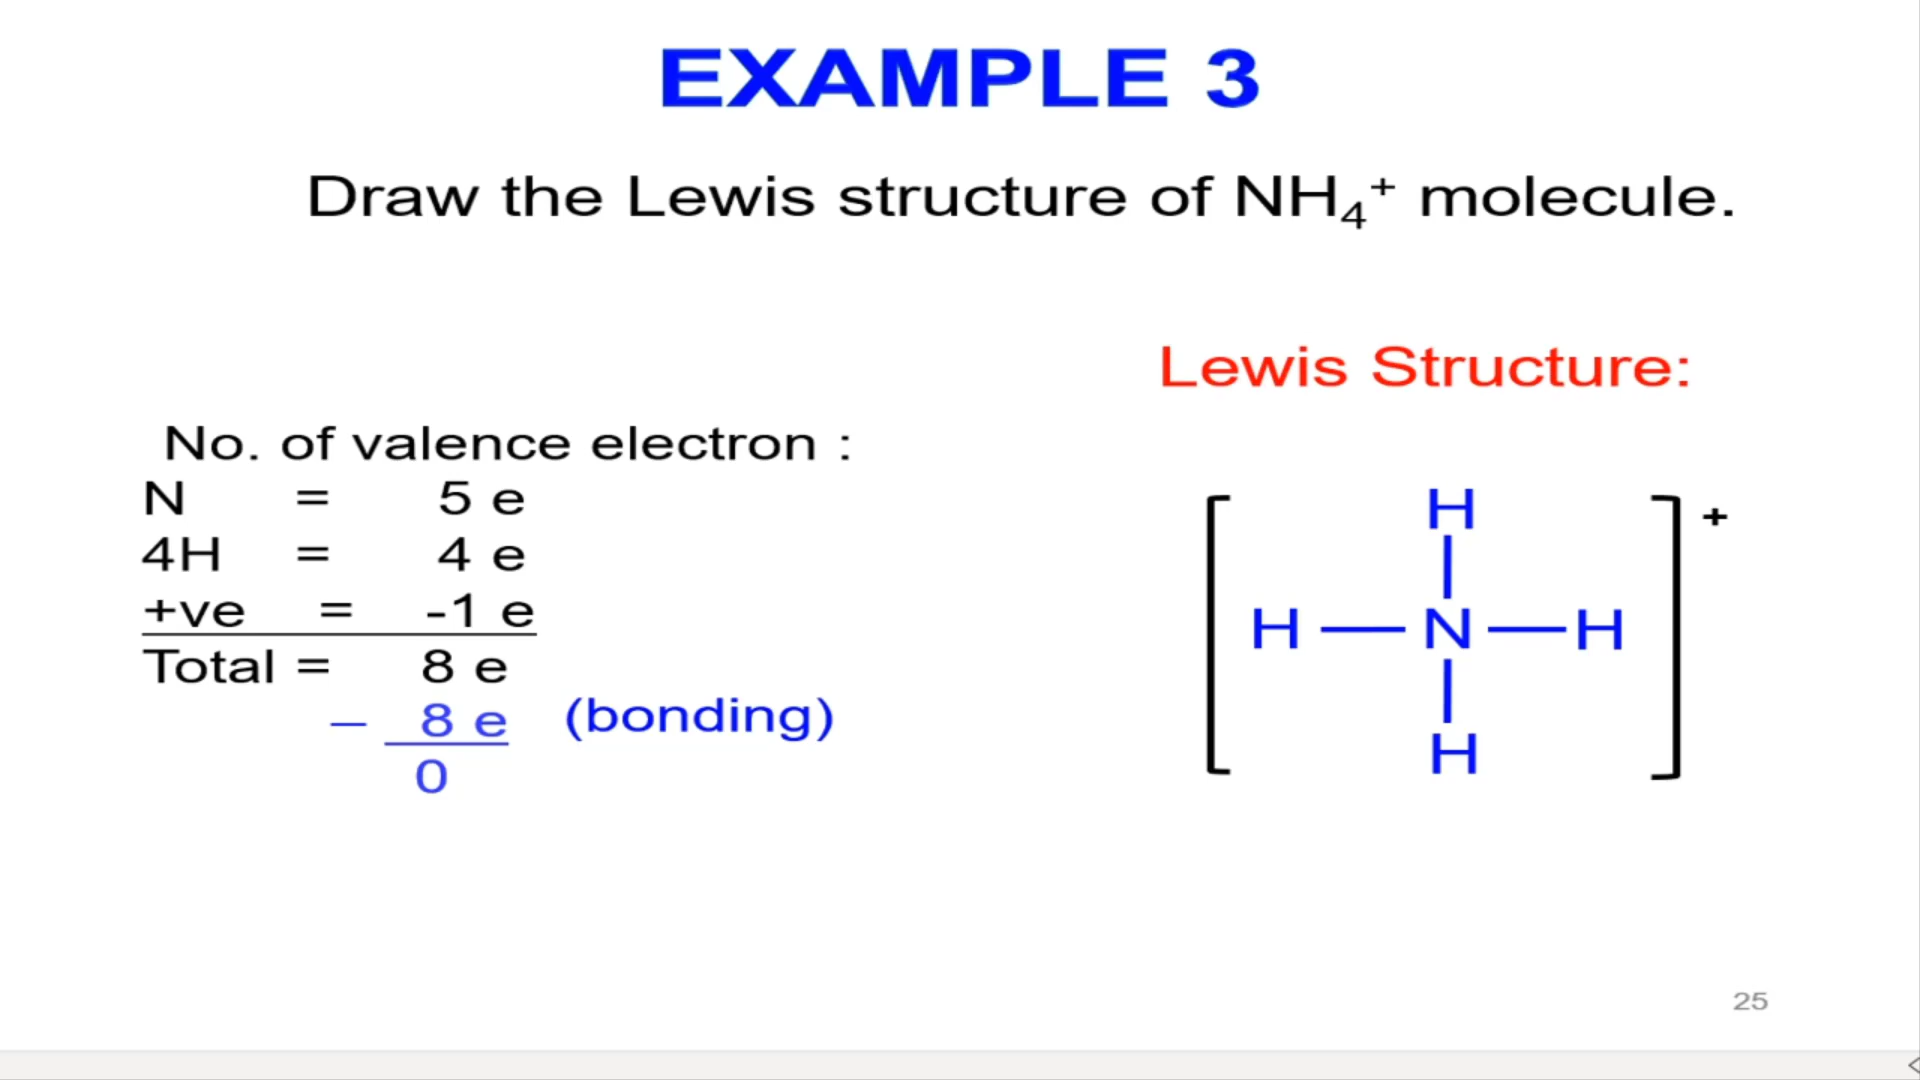 EXAMPLE 3
Draw the Lewis structure of NH₄⁺ molecule.
Lewis Structure:
No. of valence electron :
N = 5 e
4H = 4 e
+ve = -1 e
Total = 8 e
– 8 e (bonding)
0
H
+
H — N — H
H
25